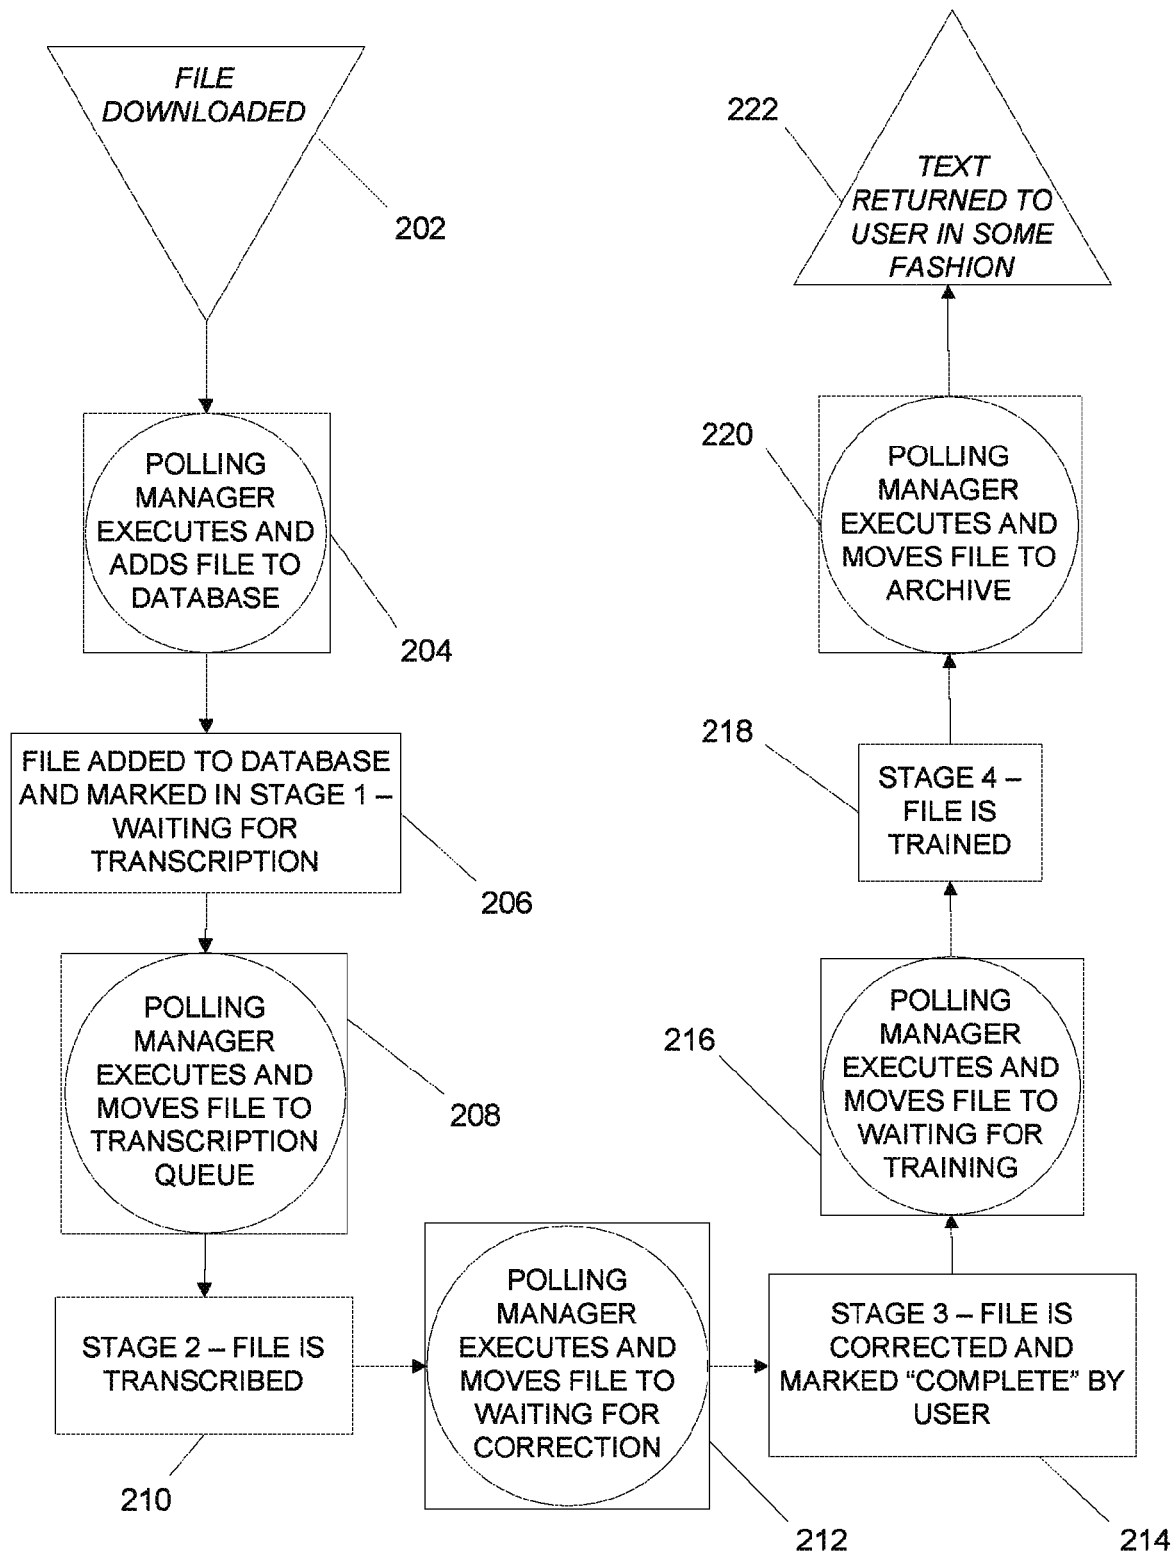 FILE
DOWNLOADED
202
POLLING
MANAGER
EXECUTES AND
ADDS FILE TO
DATABASE
204
FILE ADDED TO DATABASE
AND MARKED IN STAGE 1 –
WAITING FOR
TRANSCRIPTION
206
POLLING
MANAGER
EXECUTES AND
MOVES FILE TO
TRANSCRIPTION
QUEUE
208
STAGE 2 – FILE IS
TRANSCRIBED
210
POLLING
MANAGER
EXECUTES AND
MOVES FILE TO
WAITING FOR
CORRECTION
212
STAGE 3 – FILE IS
CORRECTED AND
MARKED “COMPLETE” BY
USER
214
POLLING
MANAGER
EXECUTES AND
MOVES FILE TO
WAITING FOR
TRAINING
216
STAGE 4 –
FILE IS
TRAINED
218
POLLING
MANAGER
EXECUTES AND
MOVES FILE TO
ARCHIVE
220
TEXT
RETURNED TO
USER IN SOME
FASHION
222